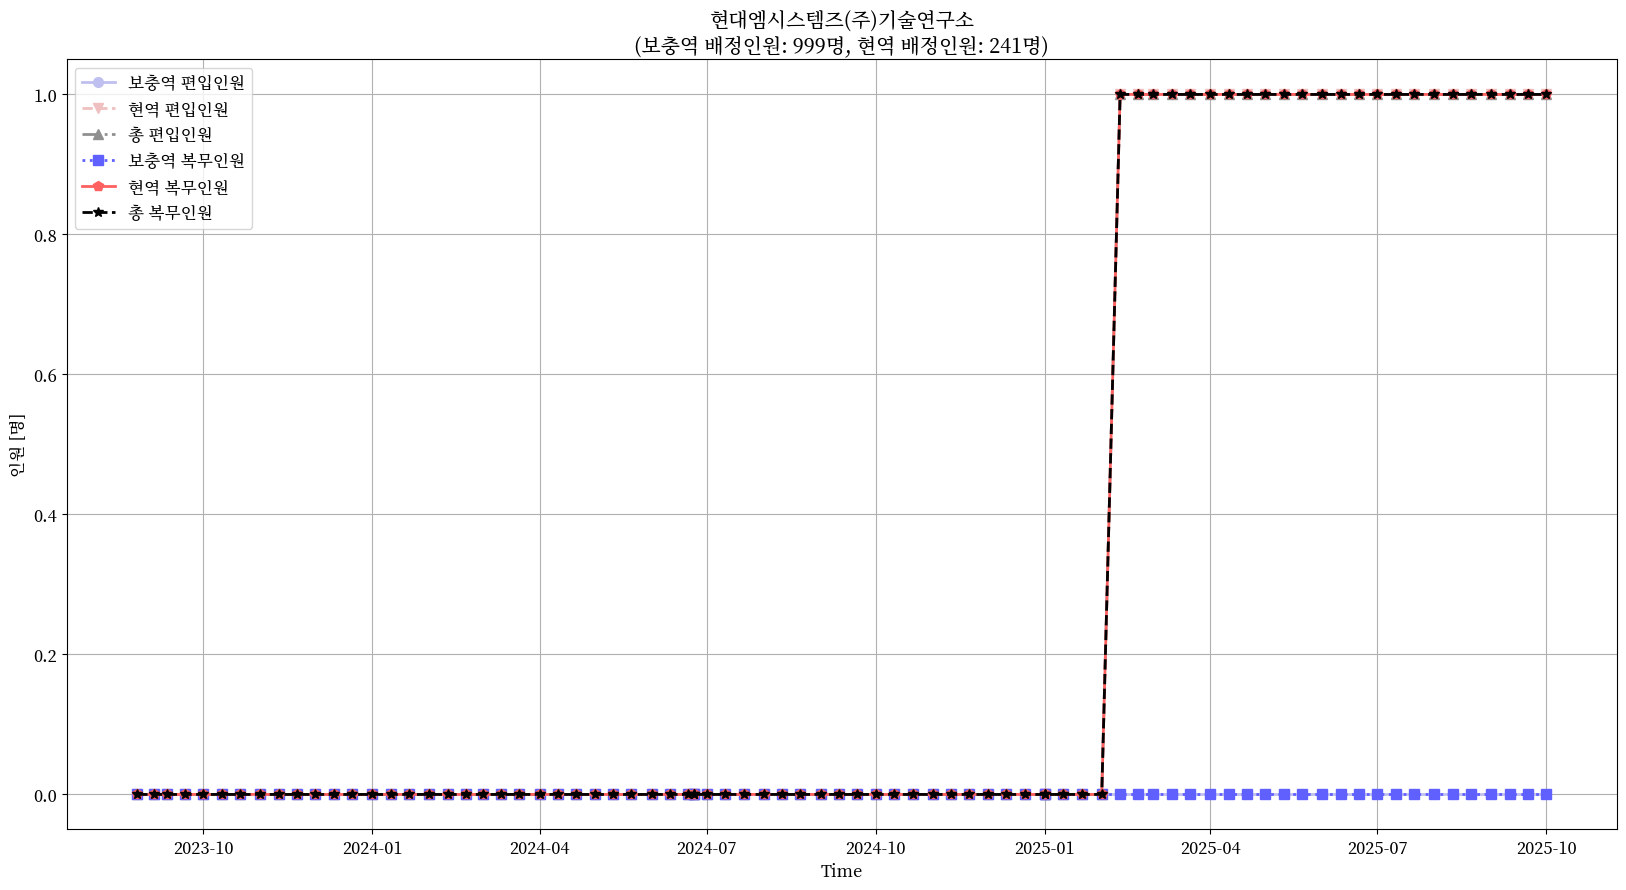 현대엠시스템즈(주)기술연구소
(보충역 배정인원: 999명, 현역 배정인원: 241명)
보충역 편입인원
현역 편입인원
총 편입인원
보충역 복무인원
현역 복무인원
총 복무인원
1.0
0.8
0.6
0.4
0.2
0.0
인원 [명]
2023-10
2024-01
2024-04
2024-07
2024-10
2025-01
2025-04
2025-07
2025-10
Time